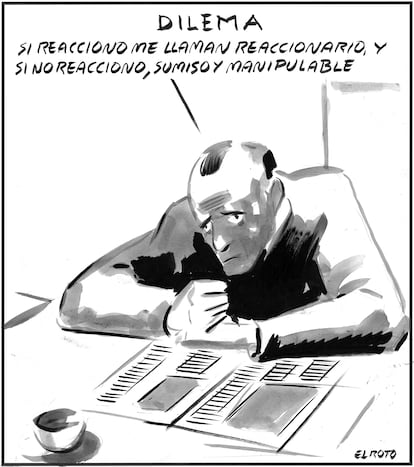 DILEMA
SI REACCIONO ME LLAMAN REACCIONARIO, Y
SI NO REACCIONO, SUMISO Y MANIPULABLE
EL ROTO